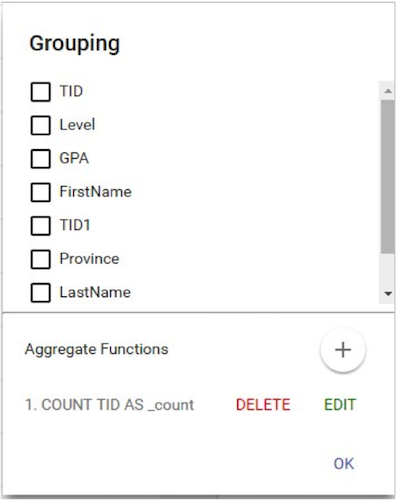 Grouping
TID
Level
GPA
FirstName
TID1
Province
LastName
Aggregate Functions
1. COUNT TID AS _count DELETE EDIT
OK